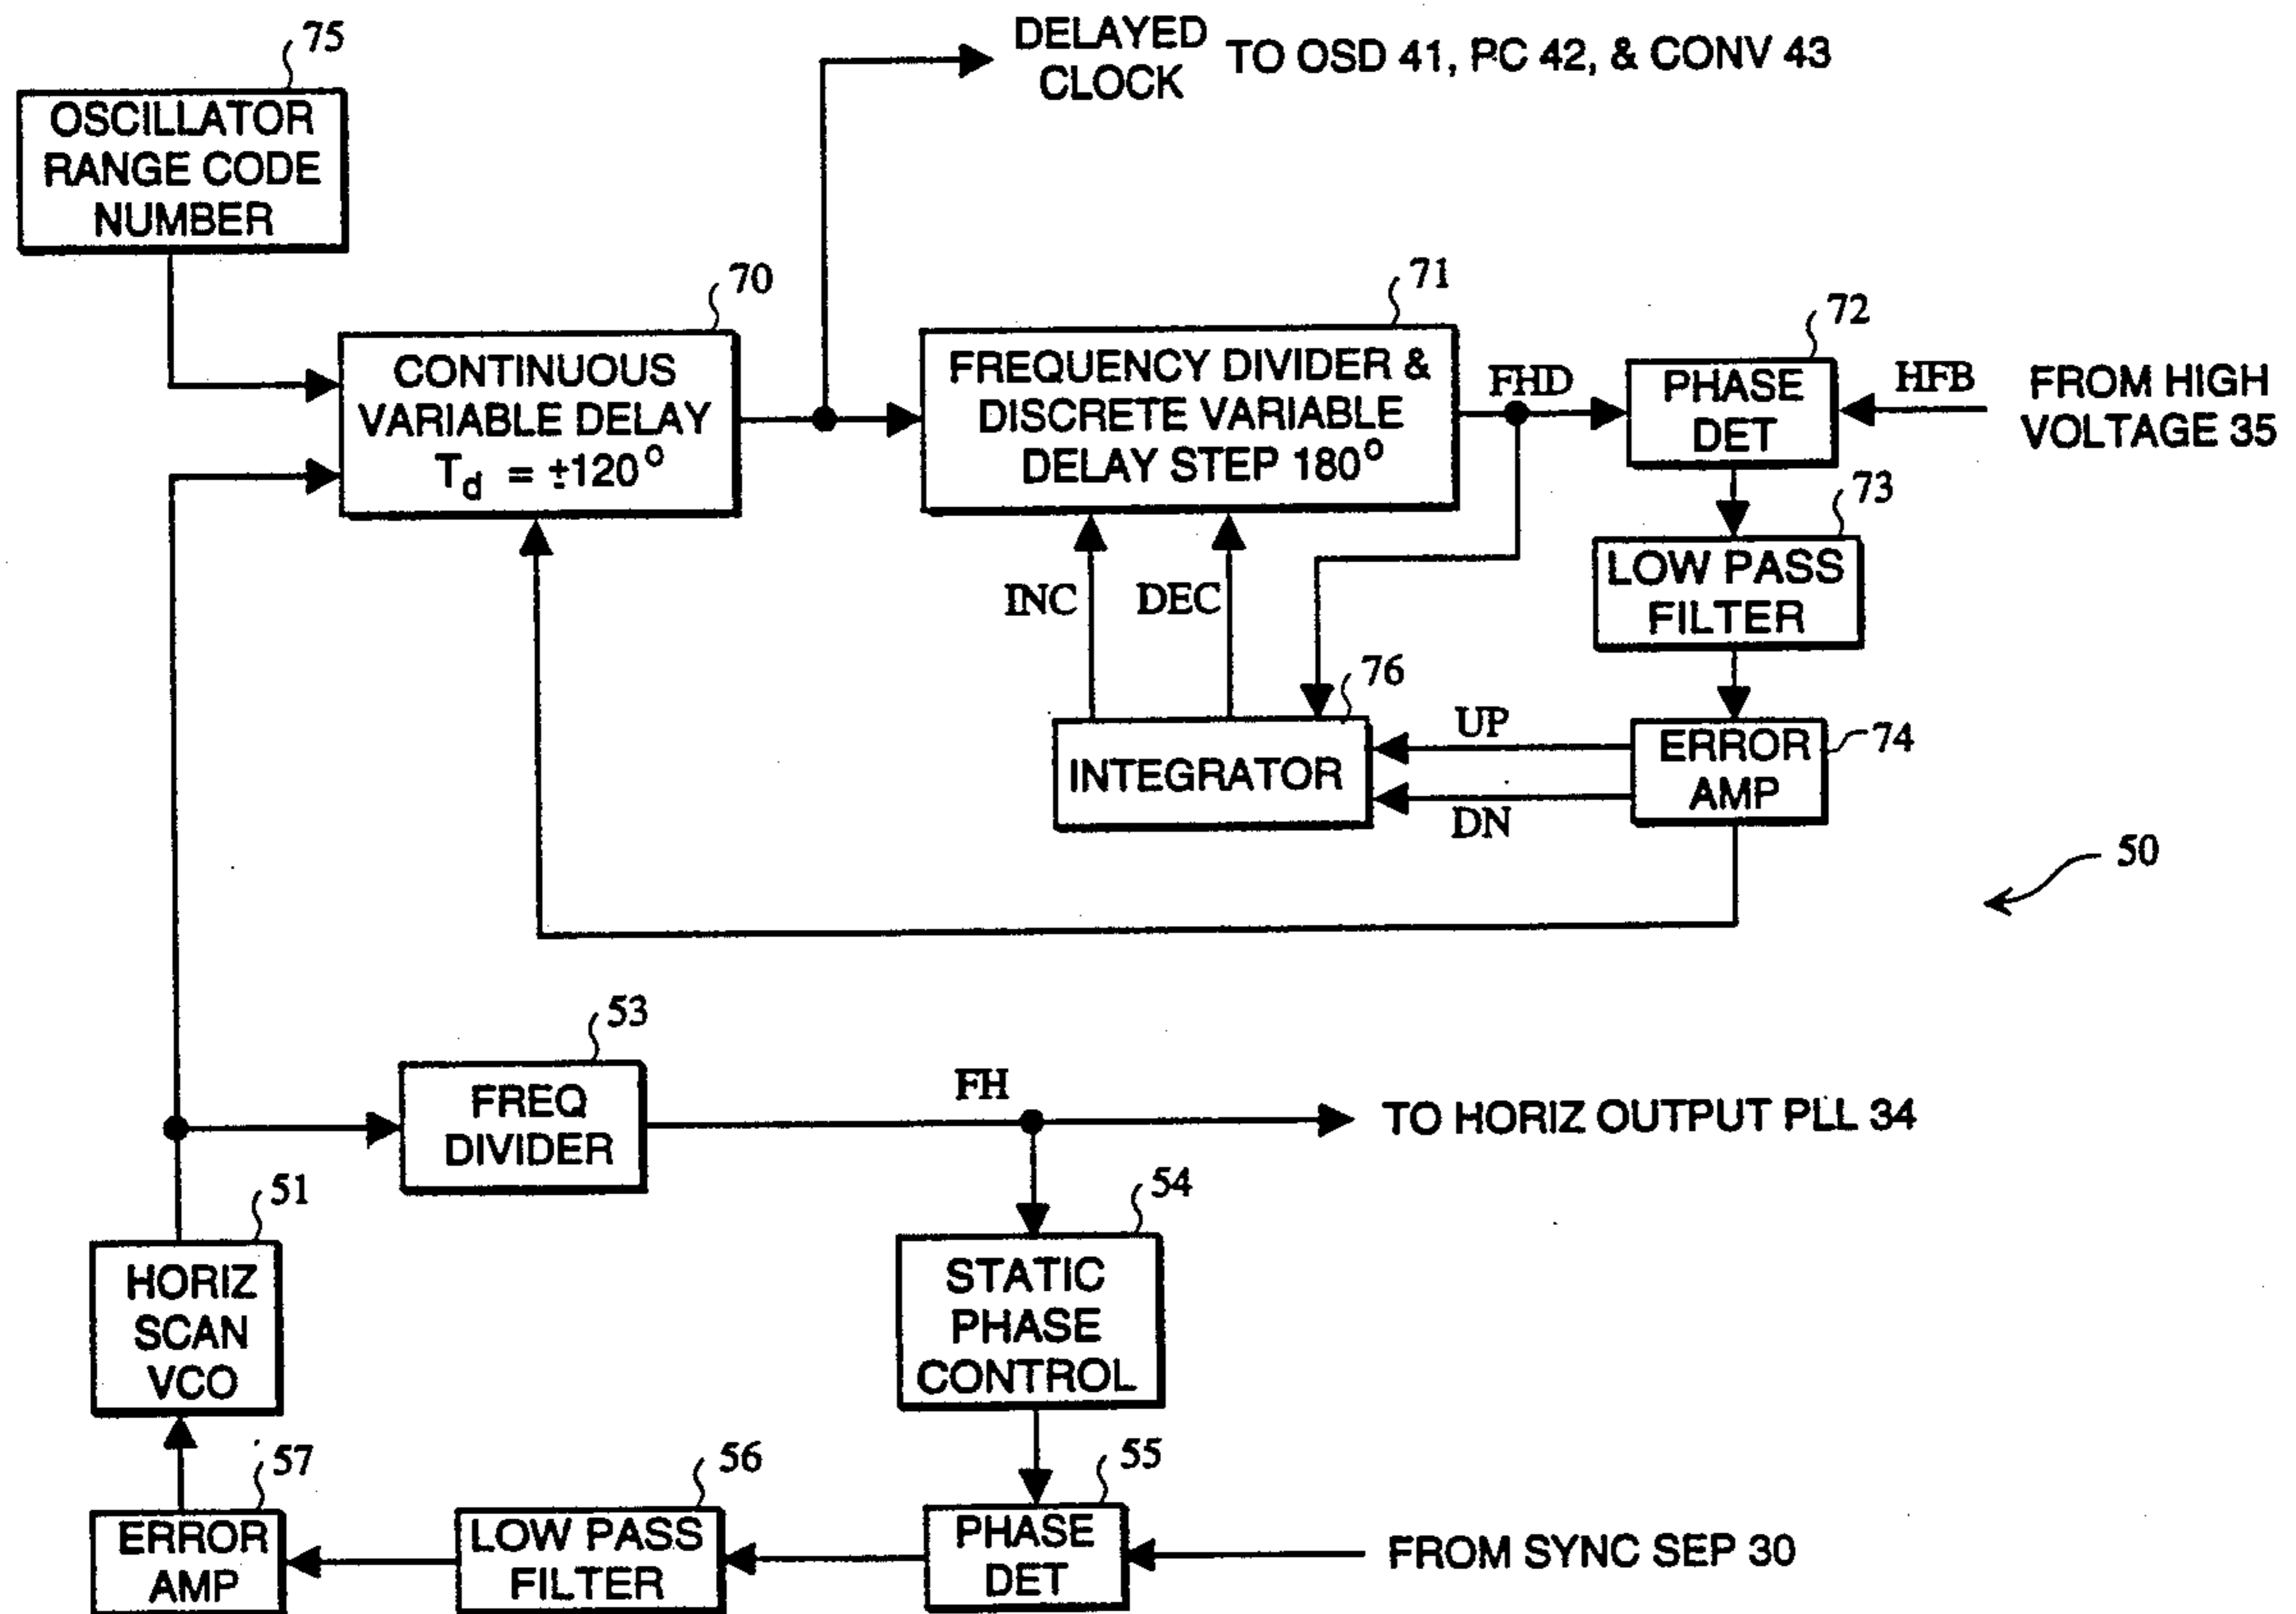 75
OSCILLATOR
RANGE CODE
NUMBER
DELAYED
CLOCK
TO OSD 41, PC 42, & CONV 43
70
CONTINUOUS
VARIABLE DELAY
Td = ±120°
71
FREQUENCY DIVIDER &
DISCRETE VARIABLE
DELAY STEP 180°
FHD
72
PHASE
DET
HFB
FROM HIGH
VOLTAGE 35
73
LOW PASS
FILTER
INC
DEC
76
INTEGRATOR
UP
DN
ERROR
AMP
74
50
53
FREQ
DIVIDER
FH
TO HORIZ OUTPUT PLL 34
51
HORIZ
SCAN
VCO
54
STATIC
PHASE
CONTROL
57
ERROR
AMP
56
LOW PASS
FILTER
55
PHASE
DET
FROM SYNC SEP 30